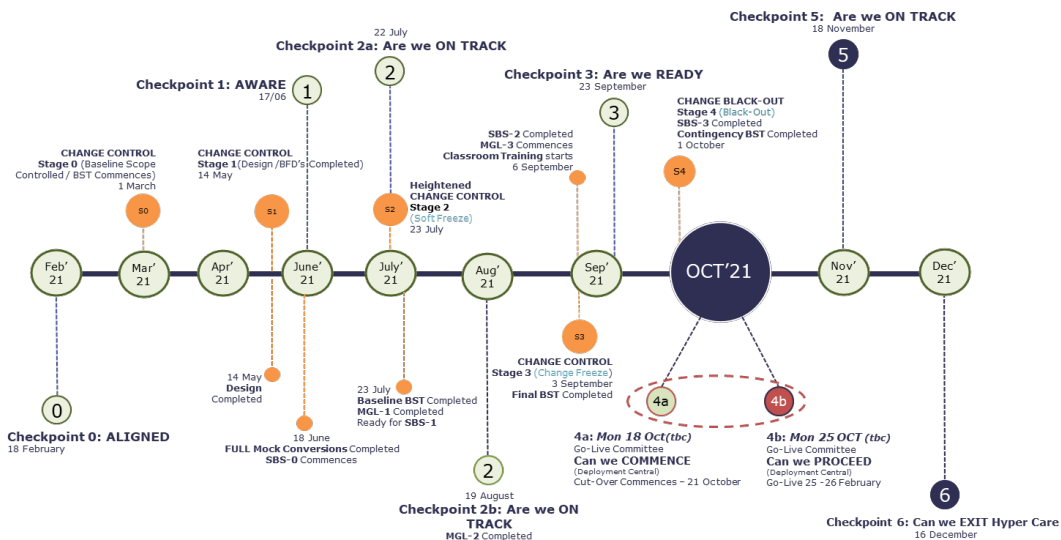 Checkpoint 5:  Are we ON TRACK
18 November
5
22 July
Checkpoint 2a: Are we ON TRACK
2
Checkpoint 1: AWARE
17/06
1
Checkpoint 3: Are we READY
23 September
3
CHANGE BLACK-OUT
Stage 4 (Black-Out)
SBS-3 Completed
Contingency BST Completed
1 October
S4
SBS-2 Completed
MGL-3 Commences
Classroom Training starts
6 September
CHANGE CONTROL
Stage 0 (Baseline Scope
Controlled / BST Commences)
1 March
S0
CHANGE CONTROL
Stage 1(Design /BFD's Completed)
14 May
S1
Heightened
CHANGE CONTROL
Stage 2
(Soft Freeze)
23 July
S2
Feb'
21
Mar'
21
Apr'
21
June'
21
July'
21
Aug'
21
Sep'
21
OCT'21
Nov'
21
Dec'
21
S3
CHANGE CONTROL
Stage 3 (Change Freeze)
3 September
Final BST Completed
14 May
Design
Completed
23 July
Baseline BST Completed
MGL-1 Completed
Ready for SBS-1
0
Checkpoint 0: ALIGNED
18 February
18 June
FULL Mock Conversions Completed
SBS-0 Commences
2
19 August
Checkpoint 2b: Are we ON
TRACK
MGL-2 Completed
4a
4b
4a: Mon 18 Oct(tbc)
Go-Live Committee
Can we COMMENCE
(Deployment Central)
Cut-Over Commences – 21 October
4b: Mon 25 OCT (tbc)
Go-Live Committee
Can we PROCEED
(Deployment Central)
Go-Live 25 -26 February
6
Checkpoint 6: Can we EXIT Hyper Care
16 December